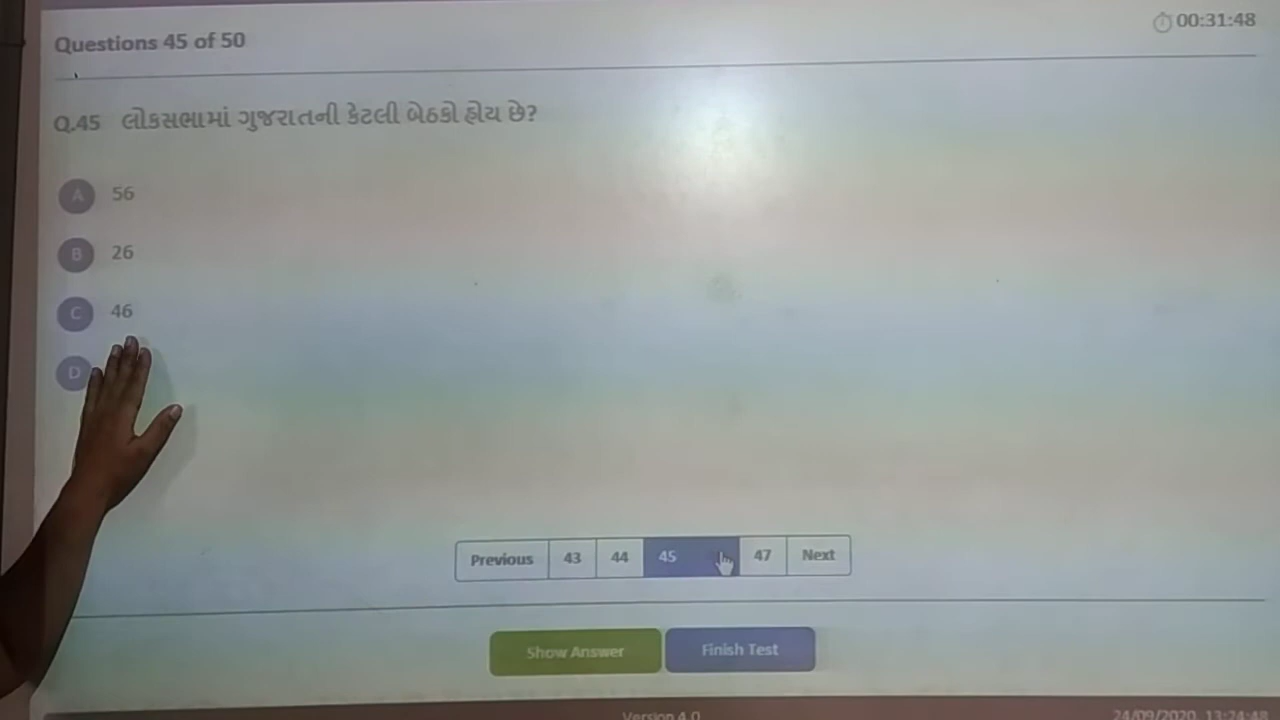 Questions 45 of 50
00:31:48
Q.45 લોકસભામાં ગુજરાતની કેટલી બેઠકો હોય છે?
A 56
B 26
C 46
D
Previous 43 44 45 47 Next
Show Answer Finish Test
Version 4.0
24/09/2020 13:24:48